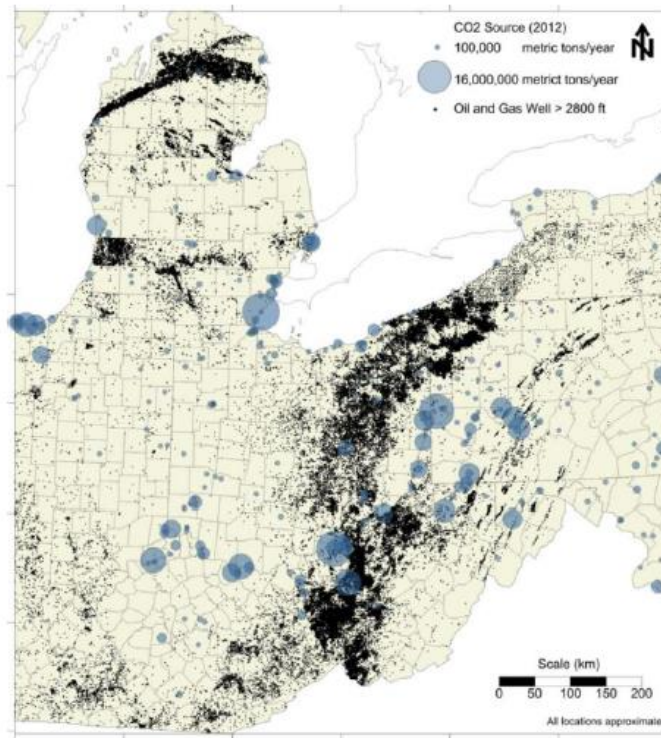 CO2 Source (2012)
100,000 metric tons/year
16,000,000 metrict tons/year
Oil and Gas Well > 2800 ft
N
Scale (km)
0 50 100 150 200
All locations approximate